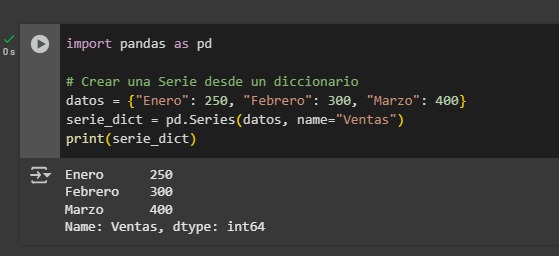 0s
import pandas as pd
# Crear una Serie desde un diccionario
datos = {"Enero": 250, "Febrero": 300, "Marzo": 400}
serie_dict = pd.Series(datos, name="Ventas")
print(serie_dict)
Enero      250
Febrero    300
Marzo      400
Name: Ventas, dtype: int64